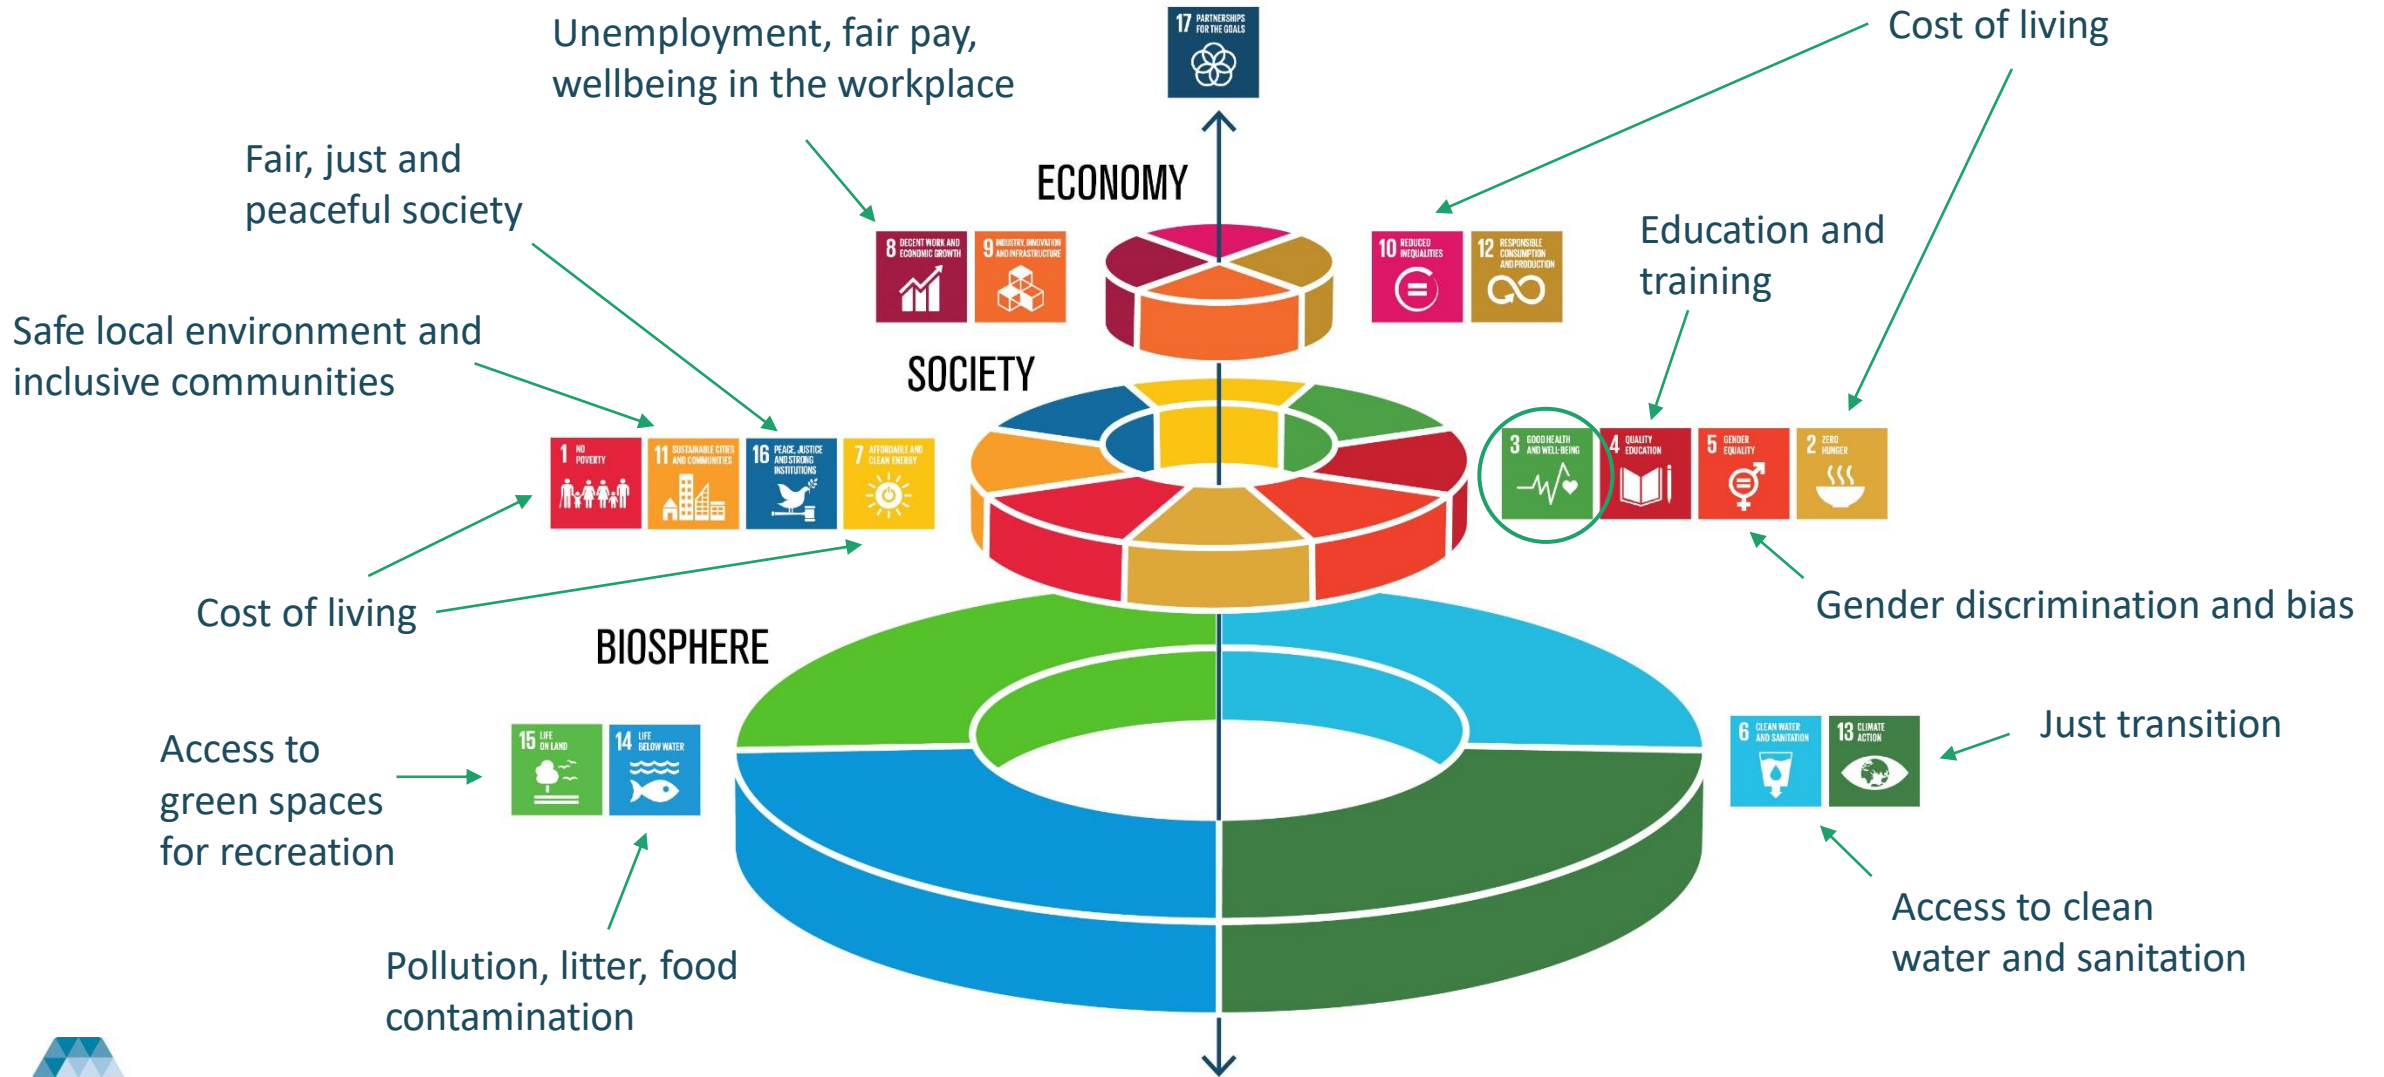 Unemployment, fair pay,
wellbeing in the workplace
17 PARTNERSHIPS
FOR THE GOALS
Cost of living
Fair, just and
peaceful society
ECONOMY
Education and
training
8 DECENT WORK AND
ECONOMIC GROWTH
9 INDUSTRY, INNOVATION
AND INFRASTRUCTURE
10 REDUCED
INEQUALITIES
12 RESPONSIBLE
CONSUMPTION
AND PRODUCTION
Safe local environment and
inclusive communities
SOCIETY
1 NO
POVERTY
11 SUSTAINABLE CITIES
AND COMMUNITIES
16 PEACE, JUSTICE
AND STRONG
INSTITUTIONS
7 AFFORDABLE AND
CLEAN ENERGY
3 GOOD HEALTH
AND WELL-BEING
4 QUALITY
EDUCATION
5 GENDER
EQUALITY
2 ZERO
HUNGER
Cost of living
Gender discrimination and bias
BIOSPHERE
Access to
green spaces
for recreation
15 LIFE
ON LAND
14 LIFE
BELOW WATER
6 CLEAN WATER
AND SANITATION
13 CLIMATE
ACTION
Just transition
Pollution, litter, food
contamination
Access to clean
water and sanitation